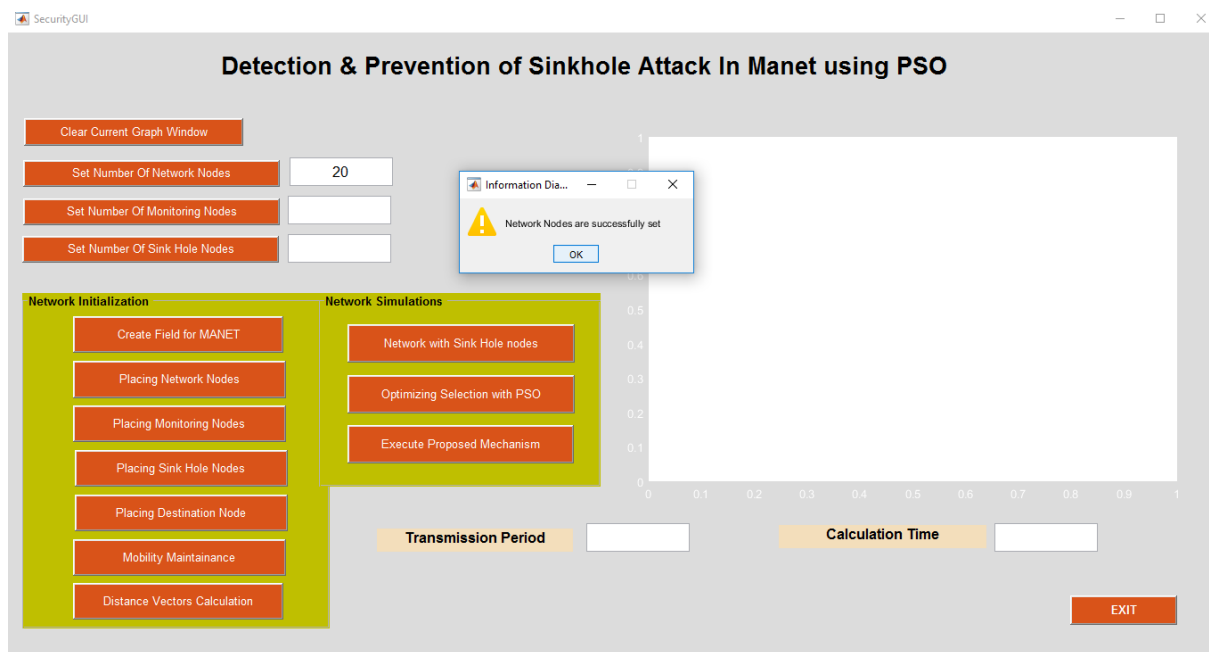 SecurityGUI
Detection & Prevention of Sinkhole Attack In Manet using PSO
Clear Current Graph Window
Set Number Of Network Nodes
20
Set Number Of Monitoring Nodes
Set Number Of Sink Hole Nodes
Information Dia...
Network Nodes are successfully set
OK
Network Initialization
Create Field for MANET
Placing Network Nodes
Placing Monitoring Nodes
Placing Sink Hole Nodes
Placing Destination Node
Mobility Maintainance
Distance Vectors Calculation
Network Simulations
Network with Sink Hole nodes
Optimizing Selection with PSO
Execute Proposed Mechanism
1
0.5
0.4
0.3
0.2
0.1
0
0 0.1 0.2 0.3 0.4 0.5 0.6 0.7 0.8 0.9 1
Transmission Period
Calculation Time
EXIT